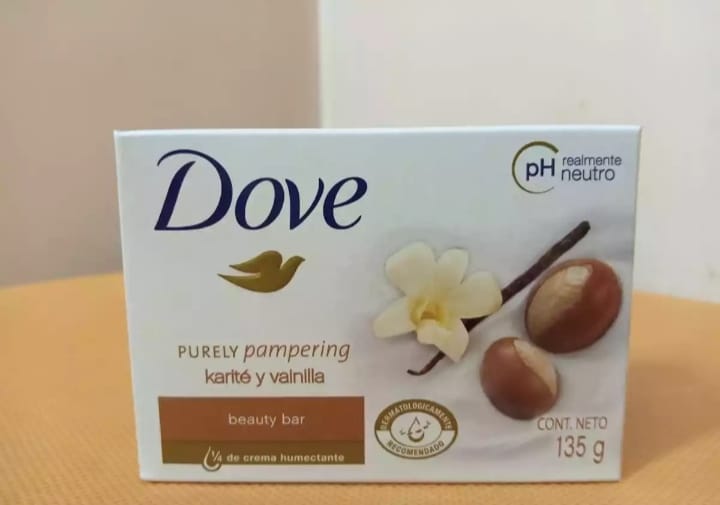 Dove
pH realmente
neutro
PURELY pampering
karité y vainilla
beauty bar
¼ de crema humectante
DERMATOLOGICAMENTE
RECOMENDADO
CONT. NETO
135 g